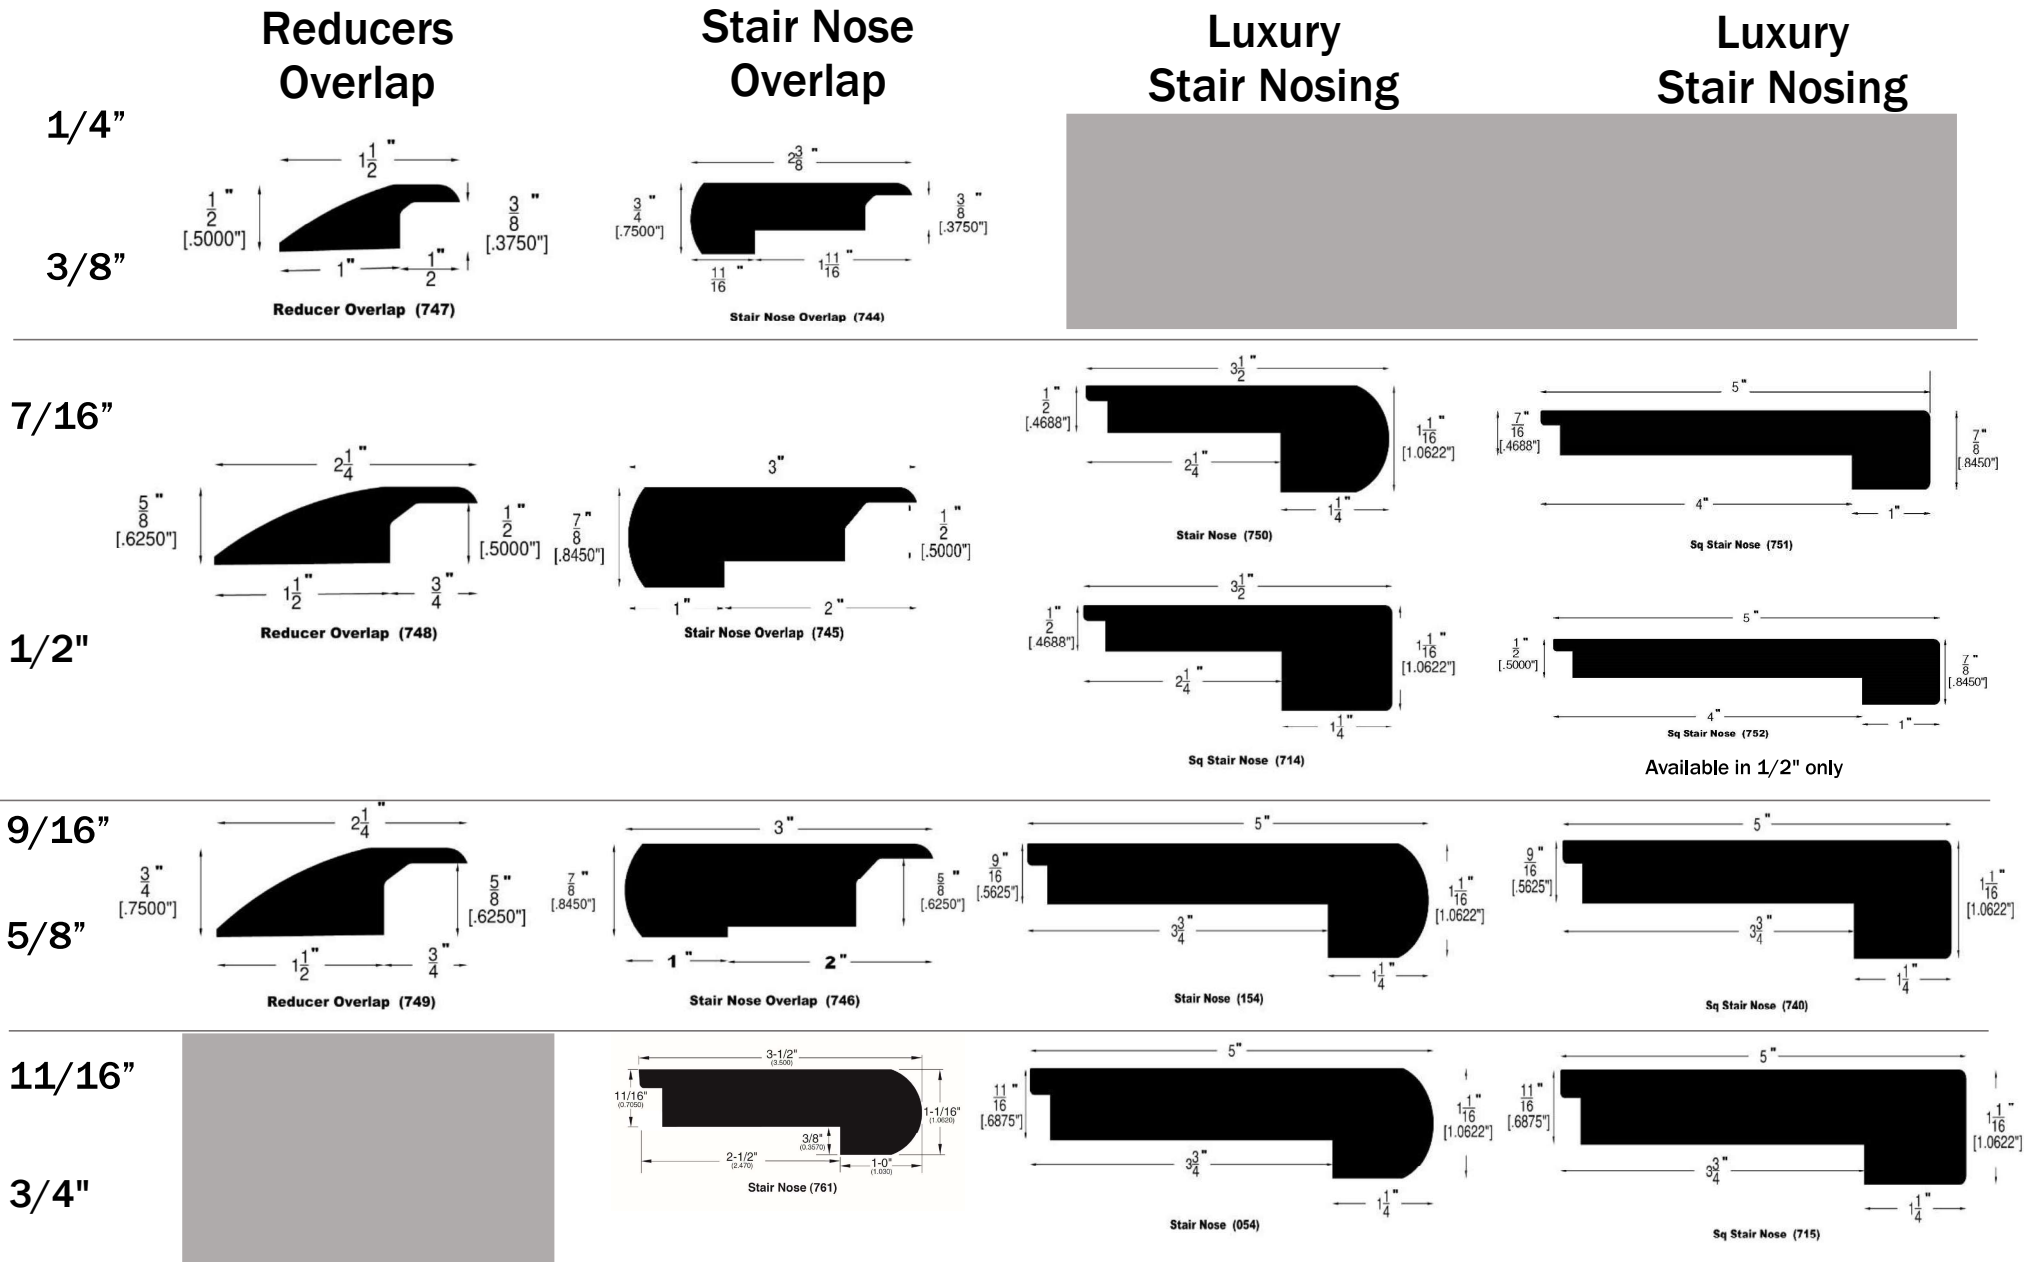 Reducers
Overlap
Stair Nose
Overlap
Luxury
Stair Nosing
Luxury
Stair Nosing
1/4”
3/8”
1 1/2 "
1/2 "
[.5000"]
3/8 "
[.3750"]
1"
1/2"
Reducer Overlap (747)
2 3/8 "
3/4 "
[.7500"]
3/8 "
[.3750"]
11/16 "
1 11/16 "
Stair Nose Overlap (744)
7/16”
1/2"
2 1/4 "
5/8 "
[.6250"]
1/2 "
[.5000"]
1 1/2 "
3/4 "
Reducer Overlap (748)
3"
7/8 "
[.8450"]
1/2 "
[.5000"]
1"
2"
Stair Nose Overlap (745)
3 1/2 "
1/2 "
[.4688"]
1 1/16 "
[1.0622"]
2 1/4 "
1 1/4 "
Stair Nose (750)
5"
7/16 "
[.4688"]
7/8 "
[.8450"]
4"
1"
Sq Stair Nose (751)
3 1/2 "
1/2 "
[.4688"]
1 1/16 "
[1.0622"]
2 1/4 "
1 1/4 "
Sq Stair Nose (714)
5"
1/2 "
[.5000"]
7/8 "
[.8450"]
4"
1"
Sq Stair Nose (752)
Available in 1/2" only
9/16”
5/8”
2 1/4 "
3/4 "
[.7500"]
5/8 "
[.6250"]
1 1/2 "
3/4 "
Reducer Overlap (749)
3"
7/8 "
[.8450"]
5/8 "
[.6250"]
1"
2"
Stair Nose Overlap (746)
5"
9/16 "
[.5625"]
1 1/16 "
[1.0622"]
3 3/4 "
1 1/4 "
Stair Nose (154)
5"
9/16 "
[.5625"]
1 1/16 "
[1.0622"]
3 3/4 "
1 1/4 "
Sq Stair Nose (740)
11/16”
3/4"
3-1/2"
(3.500)
11/16"
(0.7050)
1-1/16"
(1.0620)
3/8"
(0.3570)
2-1/2"
(2.470)
1-0"
(1.030)
Stair Nose (761)
5"
11/16 "
[.6875"]
1 1/16 "
[1.0622"]
3 3/4 "
1 1/4 "
Stair Nose (054)
5"
11/16 "
[.6875"]
1 1/16 "
[1.0622"]
3 3/4 "
1 1/4 "
Sq Stair Nose (715)